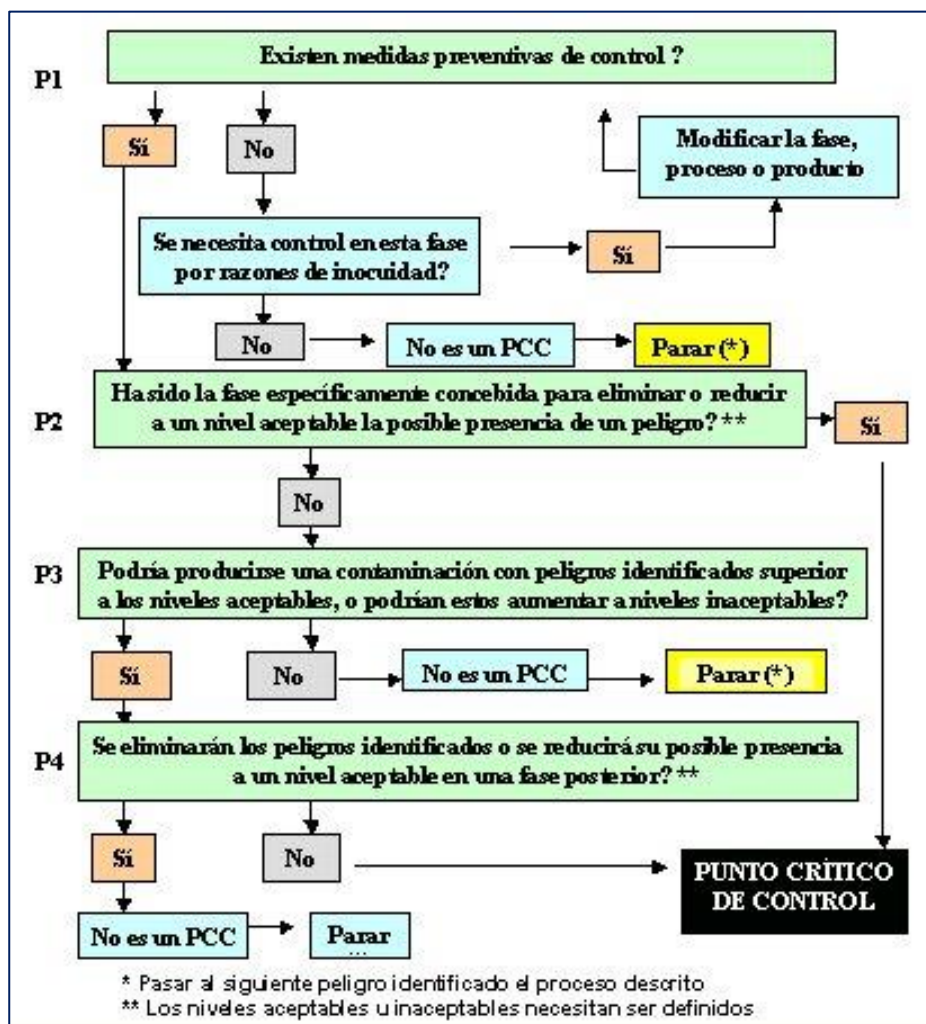 Existen medidas preventivas de control ?
P1
Sí
No
Modificar la fase,
proceso o producto
Se necesita control en esta fase
por razones de inocuidad?
Sí
No
No es un PCC
Parar (*)
P2
Ha sido la fase específicamente concebida para eliminar o reducir
a un nivel aceptable la posible presencia de un peligro? **
Sí
No
P3
Podría producirse una contaminación con peligros identificados superior
a los niveles aceptables, o podrían estos aumentar a niveles inaceptables?
Sí
No
No es un PCC
Parar (*)
P4
Se eliminarán los peligros identificados o se reducirá su posible presencia
a un nivel aceptable en una fase posterior? **
Sí
No
PUNTO CRÍTICO
DE CONTROL
No es un PCC
Parar
...
* Pasar al siguiente peligro identificado el proceso descrito
** Los niveles aceptables u inaceptables necesitan ser definidos